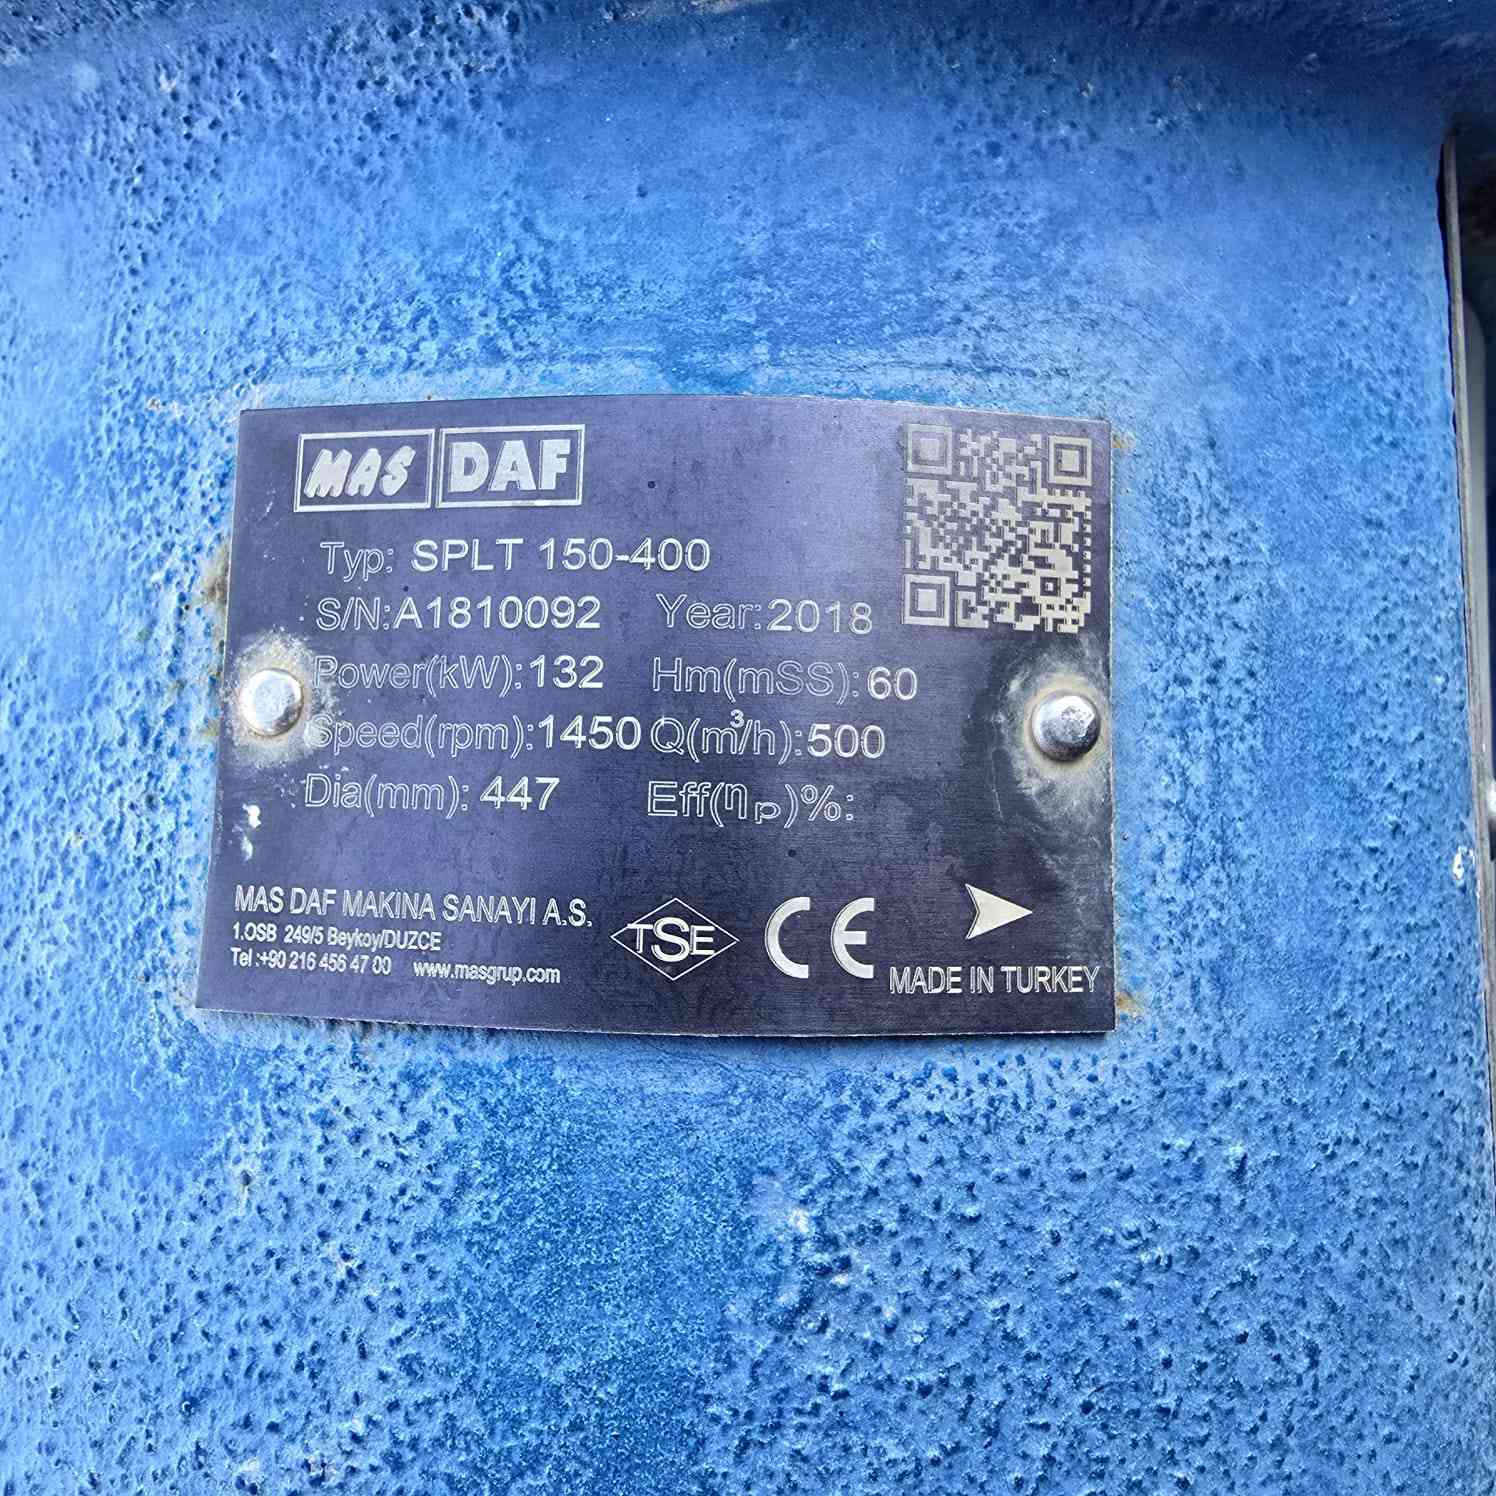 MAS DAF
Typ: SPLT 150-400
S/N: A1810092 Year: 2018
Power(kW): 132 Hm(mSS): 60
Speed(rpm): 1450 Q(m³/h): 500
Dia(mm): 447 Eff(ηp)%:
MAS DAF MAKİNA SANAYI A.S.
1.OSB 249/5 Beykoy/DUZCE
Tel :+90 216 456 47 00 www.masgrup.com
TSE CE
MADE IN TURKEY